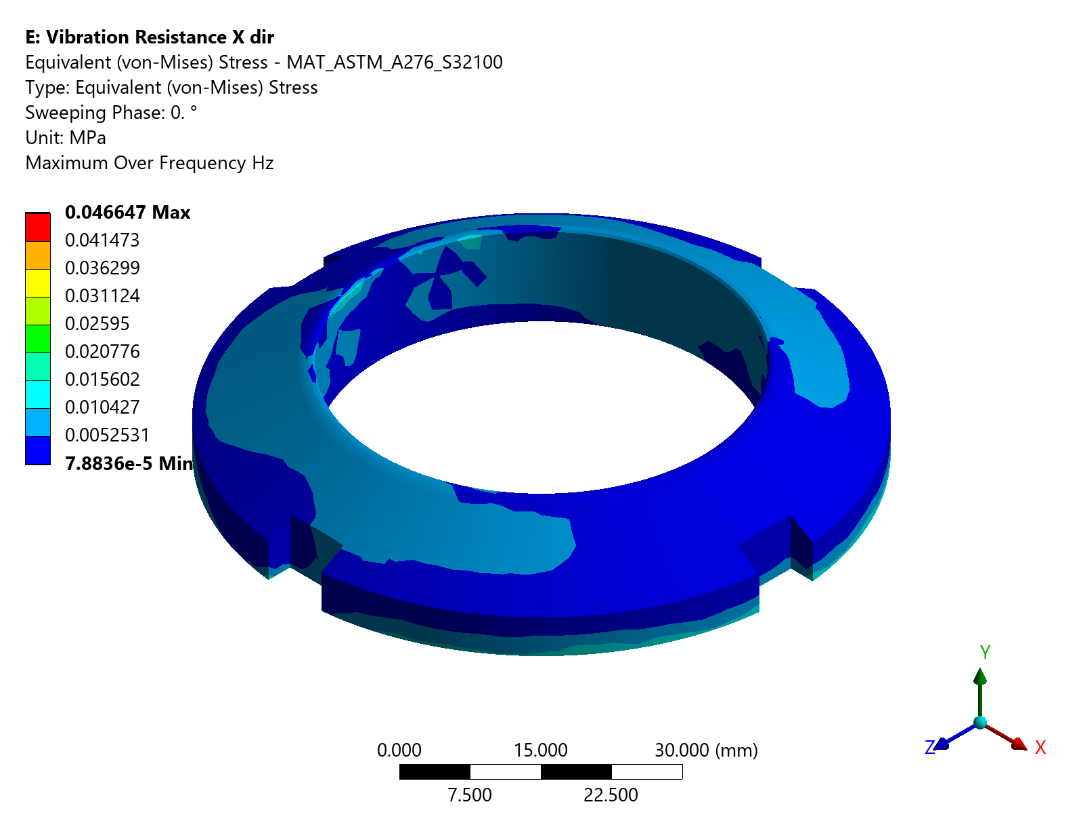 E: Vibration Resistance X dir
Equivalent (von-Mises) Stress - MAT_ASTM_A276_S32100
Type: Equivalent (von-Mises) Stress
Sweeping Phase: 0. °
Unit: MPa
Maximum Over Frequency Hz
0.046647 Max
0.041473
0.036299
0.031124
0.02595
0.020776
0.015602
0.010427
0.0052531
7.8836e-5 Min
Y
Z
X
0.000 15.000 30.000 (mm)
7.500 22.500